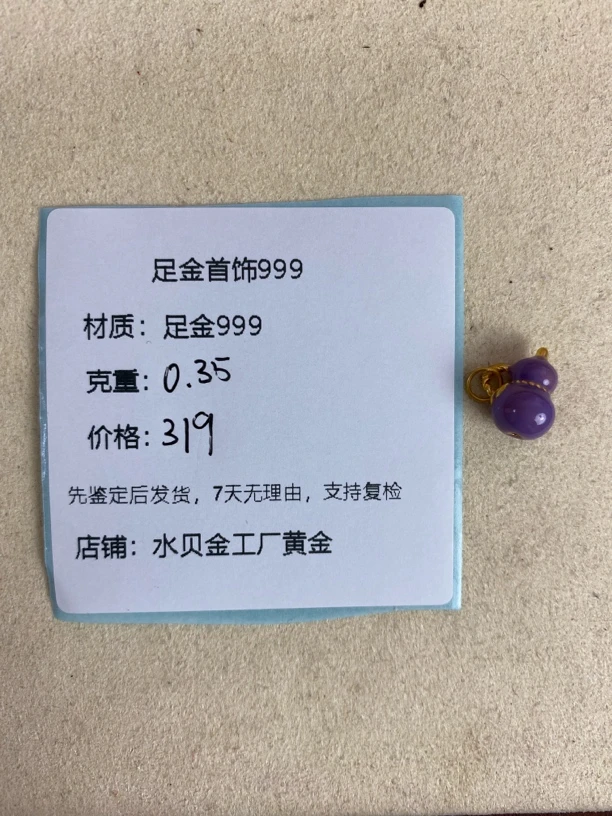 足金首饰999
材质：足金999
克重：0.35
价格：319
先鉴定后发货，7天无理由，支持复检
店铺：水贝金工厂黄金